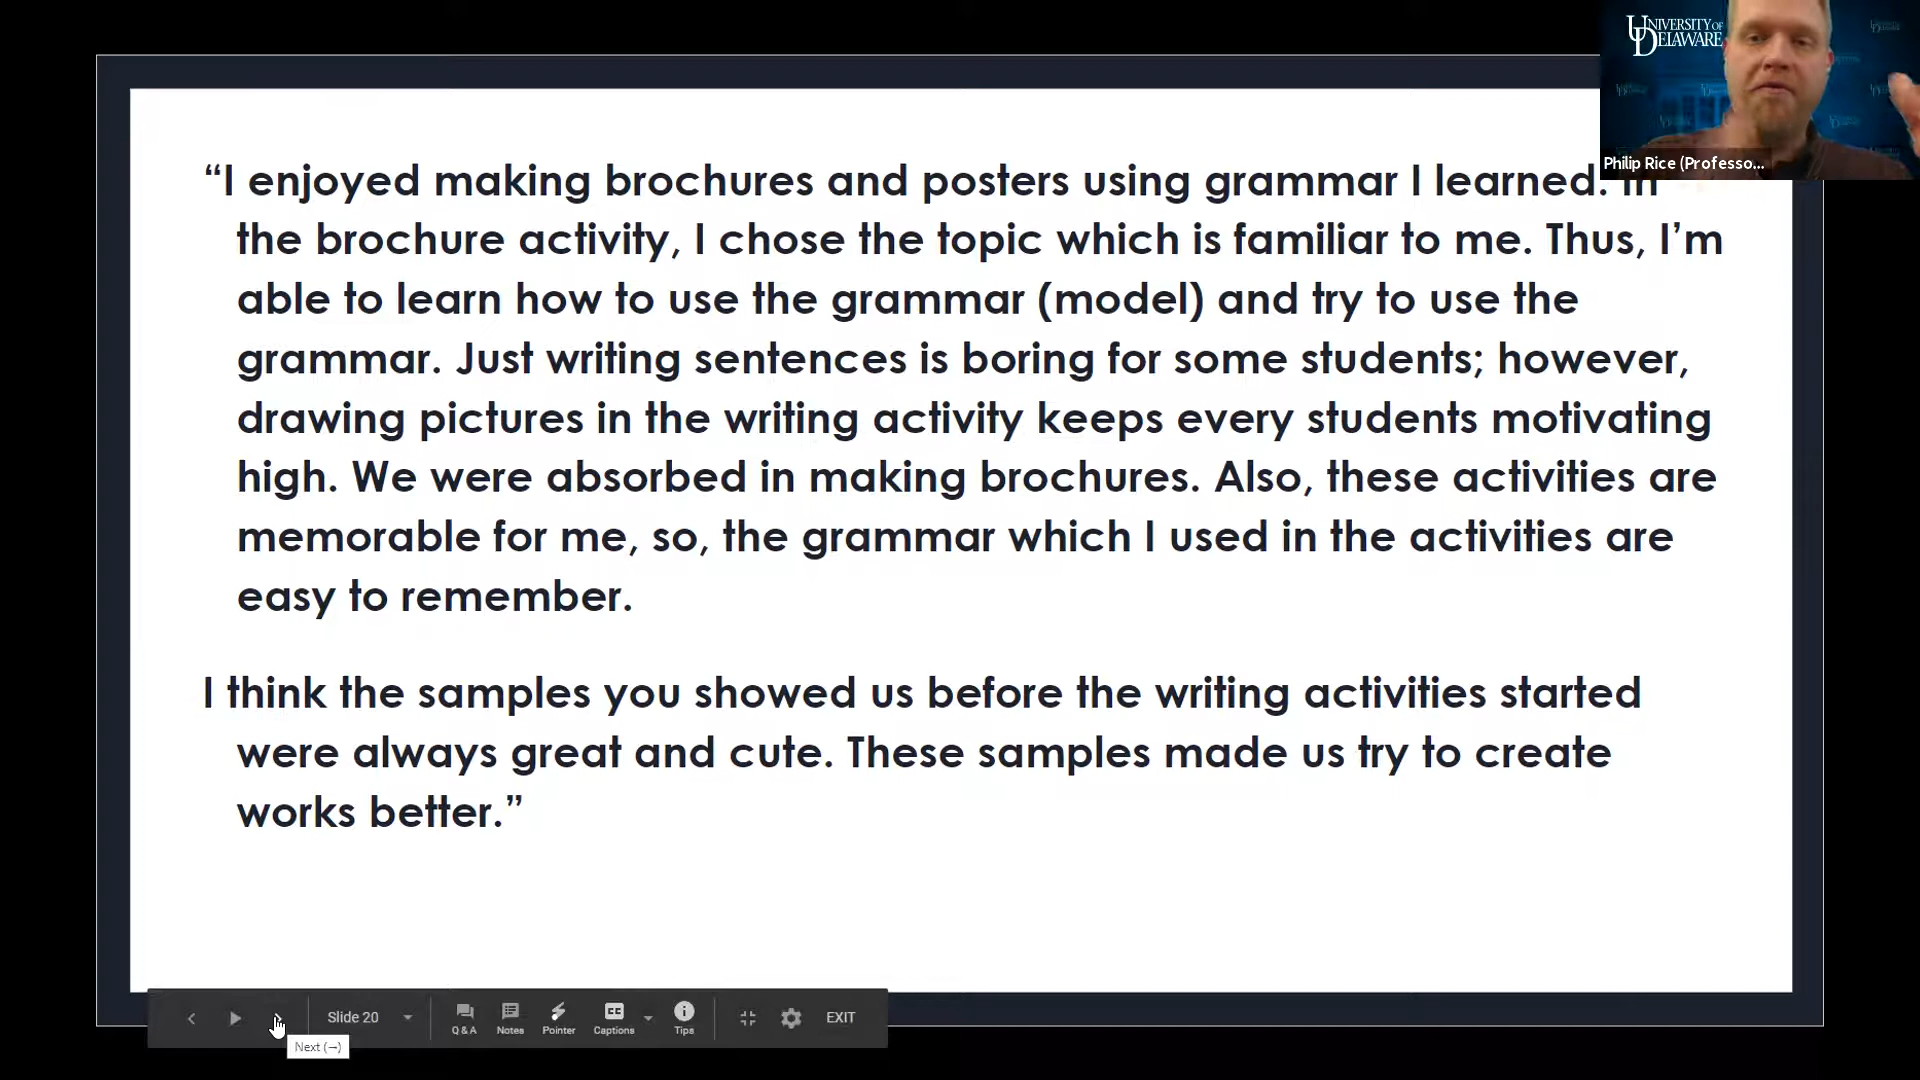 UNIVERSITY OF
DELAWARE
Philip Rice (Professo...
“I enjoyed making brochures and posters using grammar I learned. In
the brochure activity, I chose the topic which is familiar to me. Thus, I’m
able to learn how to use the grammar (model) and try to use the
grammar. Just writing sentences is boring for some students; however,
drawing pictures in the writing activity keeps every students motivating
high. We were absorbed in making brochures. Also, these activities are
memorable for me, so, the grammar which I used in the activities are
easy to remember.
I think the samples you showed us before the writing activities started
were always great and cute. These samples made us try to create
works better.”
Slide 20
Q & A
Notes
Pointer
CC
Captions
Tips
EXIT
Next (→)